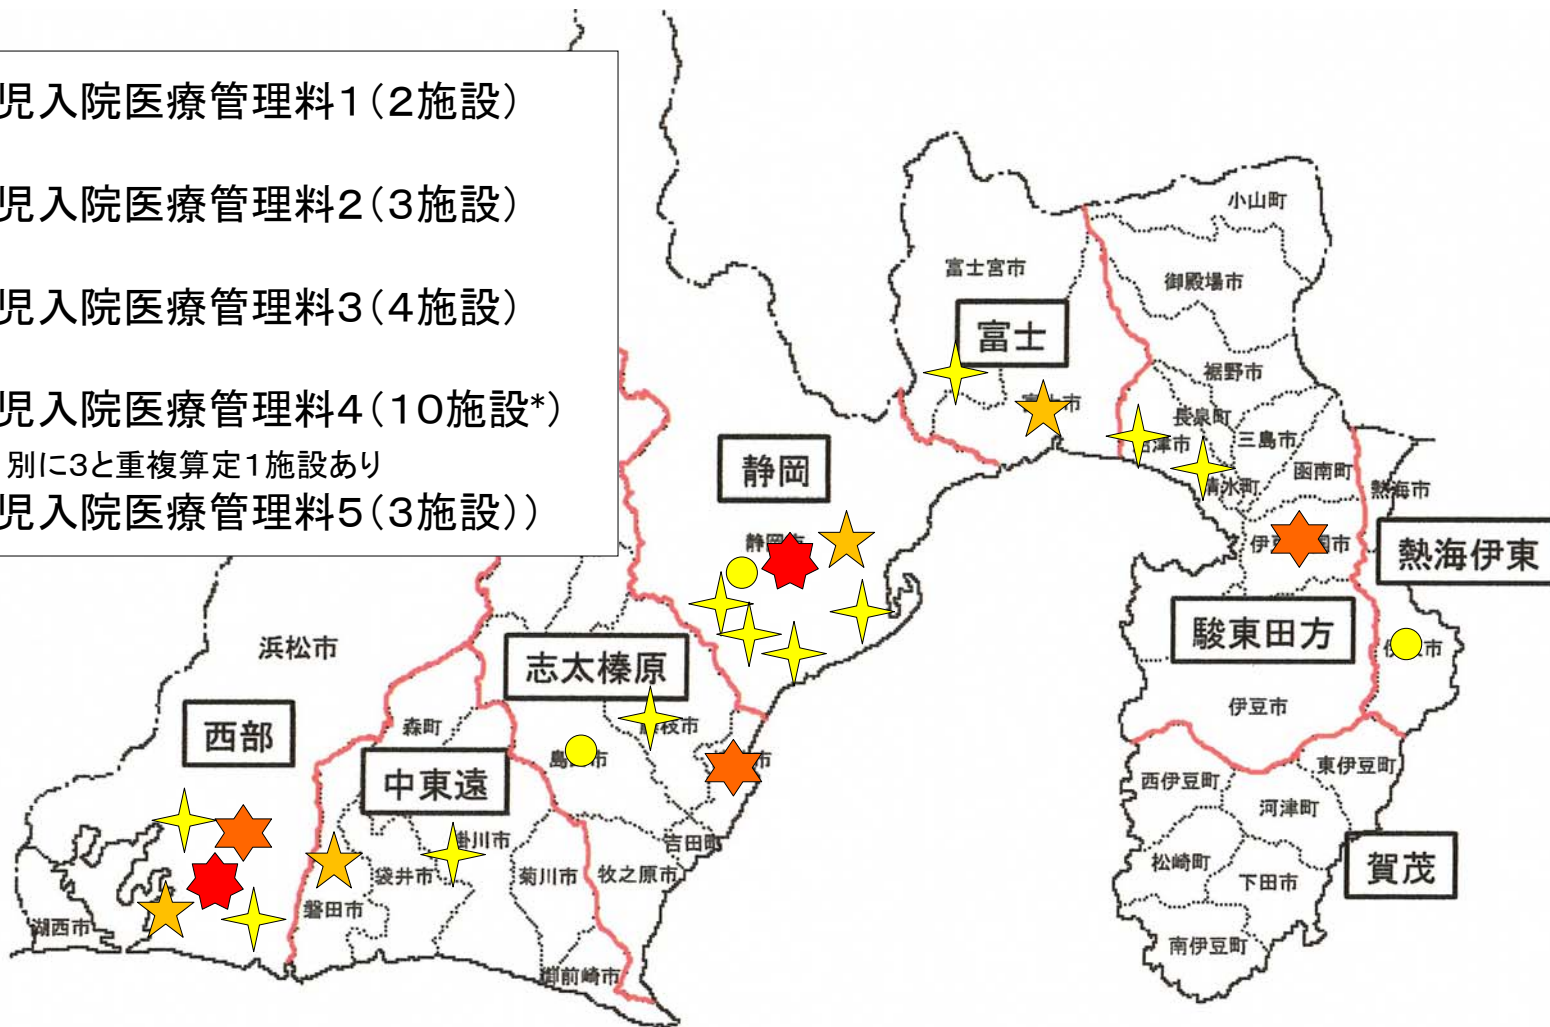 児入院医療管理料1（2施設）
児入院医療管理料2（3施設）
児入院医療管理料3（4施設）
児入院医療管理料4（10施設*）
別に3と重複算定1施設あり
児入院医療管理料5（3施設））
小山町
富士宮市
御殿場市
富士
裾野市
長泉町
三島市
函南町
清水町
熱海市
静岡
熱海伊東
駿東田方
浜松市
志太榛原
伊豆市
西部
森町
中東遠
東伊豆町
西伊豆町
河津町
掛川市
吉田町
松崎町
賀茂
袋井市
菊川市
牧之原市
下田市
磐田市
湖西市
南伊豆町
御前崎市